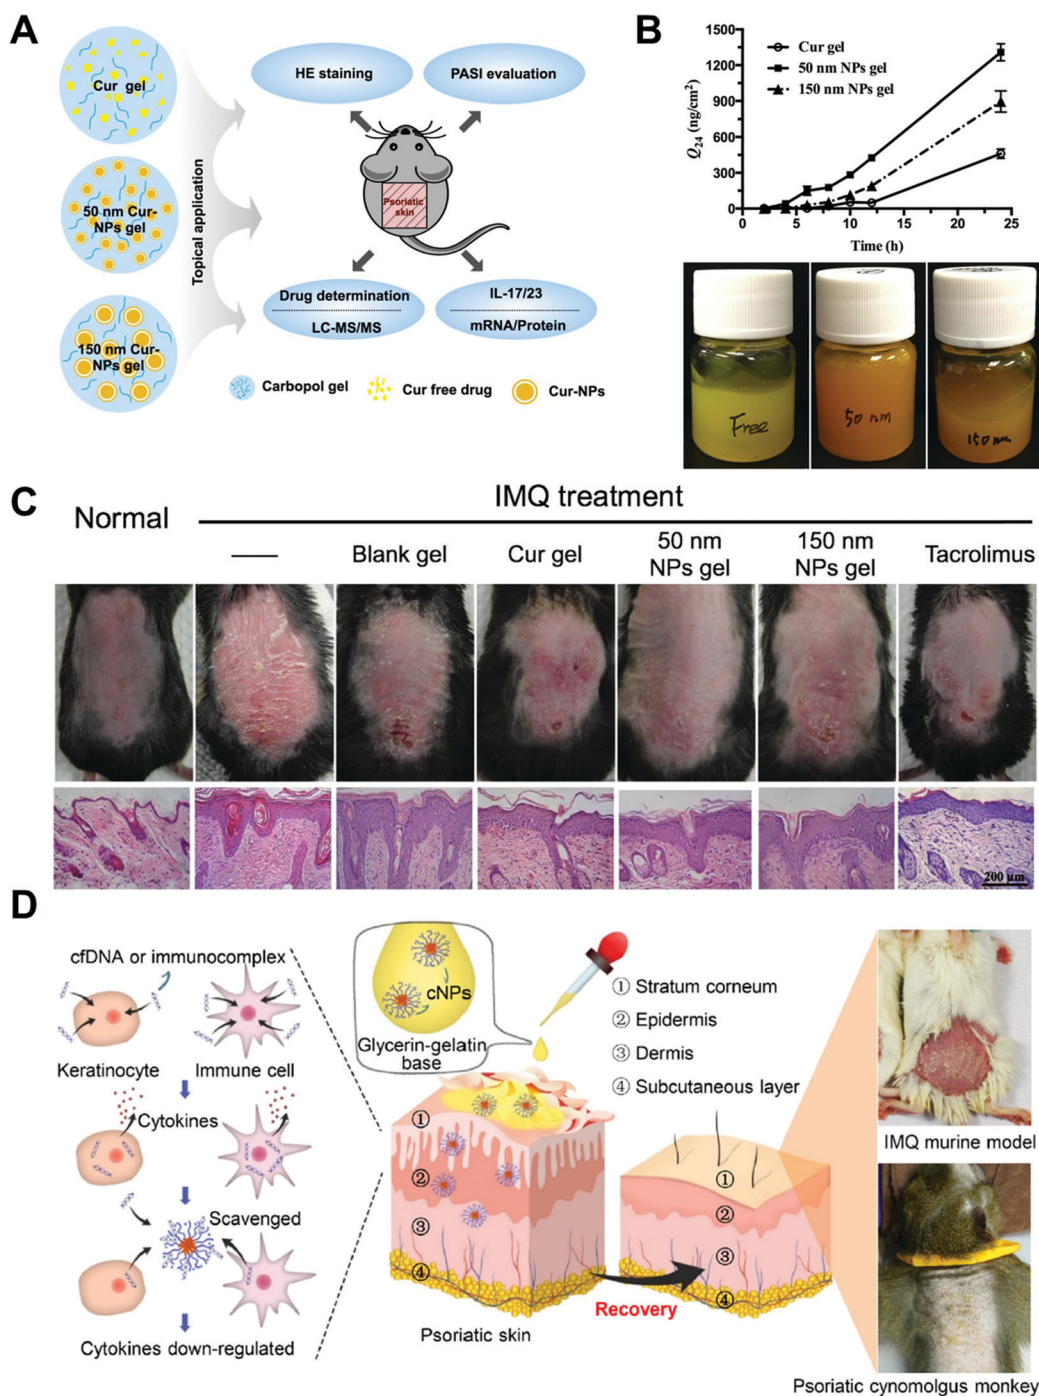 A
Cur gel
50 nm Cur-
NPs gel
150 nm Cur-
NPs gel
Topical application
HE staining
PASI evaluation
Psoriatic
skin
Drug determination
LC-MS/MS
IL-17/23
mRNA/Protein
Carbopol gel
Cur free drug
Cur-NPs
B
Q24 (ng/cm²)
1500
1200
900
600
300
0
0
5
10
15
20
25
Time (h)
Cur gel
50 nm NPs gel
150 nm NPs gel
Free
50 nm
150 nm
C
Normal
IMQ treatment
—
Blank gel
Cur gel
50 nm
NPs gel
150 nm
NPs gel
Tacrolimus
200 μm
D
cfDNA or immunocomplex
Keratinocyte
Immune cell
Cytokines
Scavenged
Cytokines down-regulated
cNPs
Glycerin-gelatin
base
① Stratum corneum
② Epidermis
③ Dermis
④ Subcutaneous layer
①
②
③
④
Psoriatic skin
Recovery
①
②
③
④
IMQ murine model
Psoriatic cynomolgus monkey